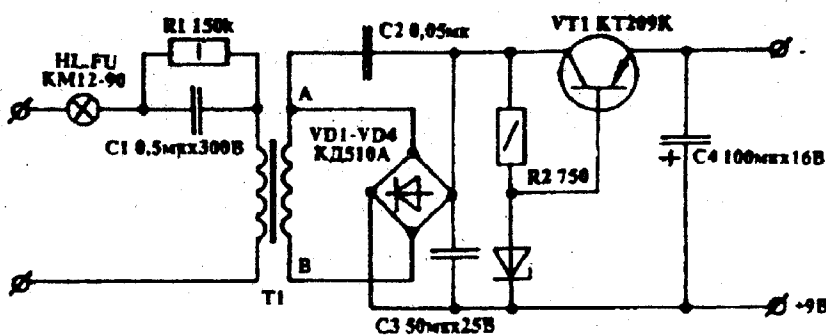 R1 150k
C2 0,05мк
VT1 KT209K
-
HL.FU
KM12-90
A
C1 0,5мкх300В
VD1-VD4
КД510А
R2 750
C4 100мкх16В
+
B
T1
C3 50мкх25В
+9В